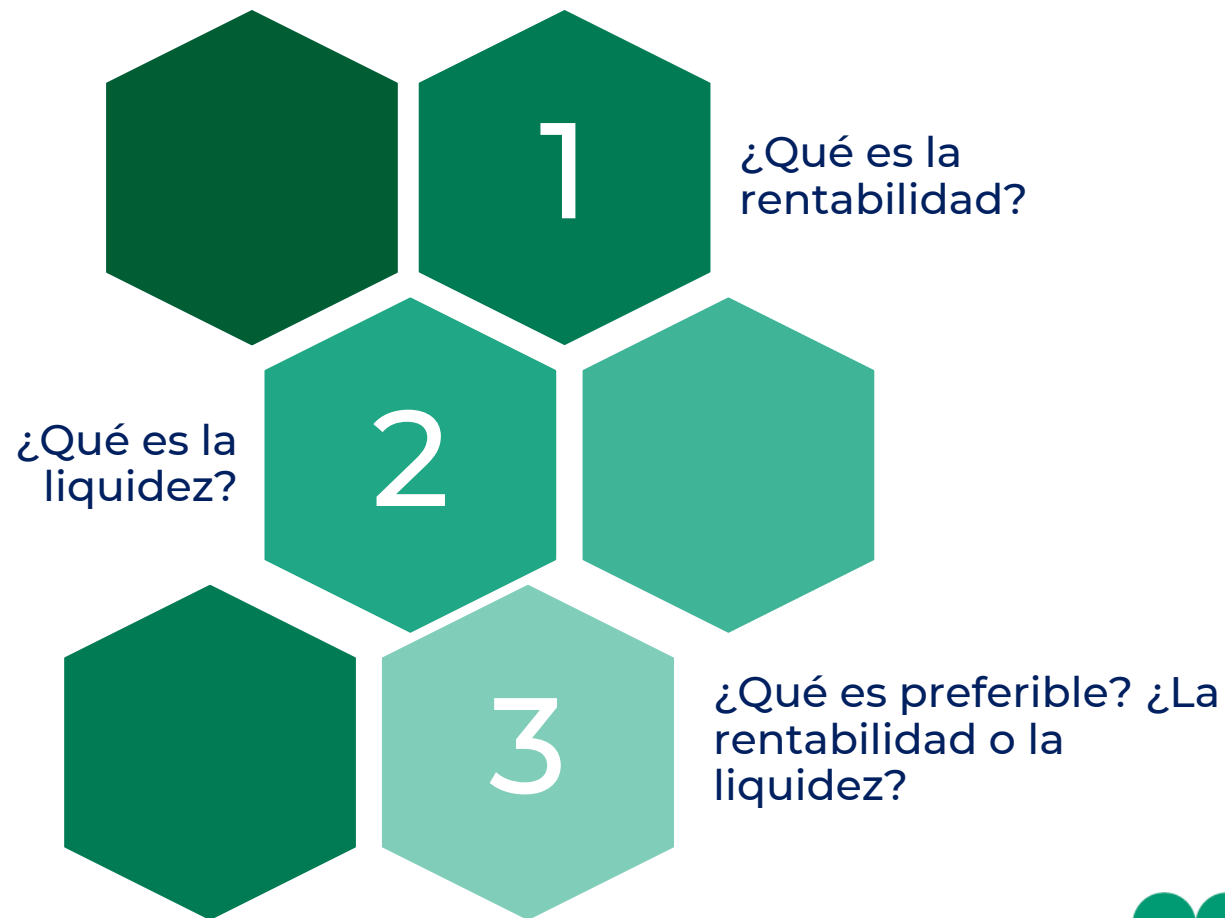 1
¿Qué es la
rentabilidad?
¿Qué es la
liquidez?
2
3
¿Qué es preferible? ¿La
rentabilidad o la
liquidez?